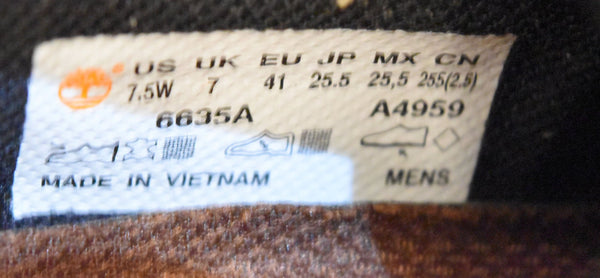 US UK EU JP MX CN
7.5W 7 41 25.5 25,5 255(2.5)
6635A A4959
MADE IN VIETNAM MENS